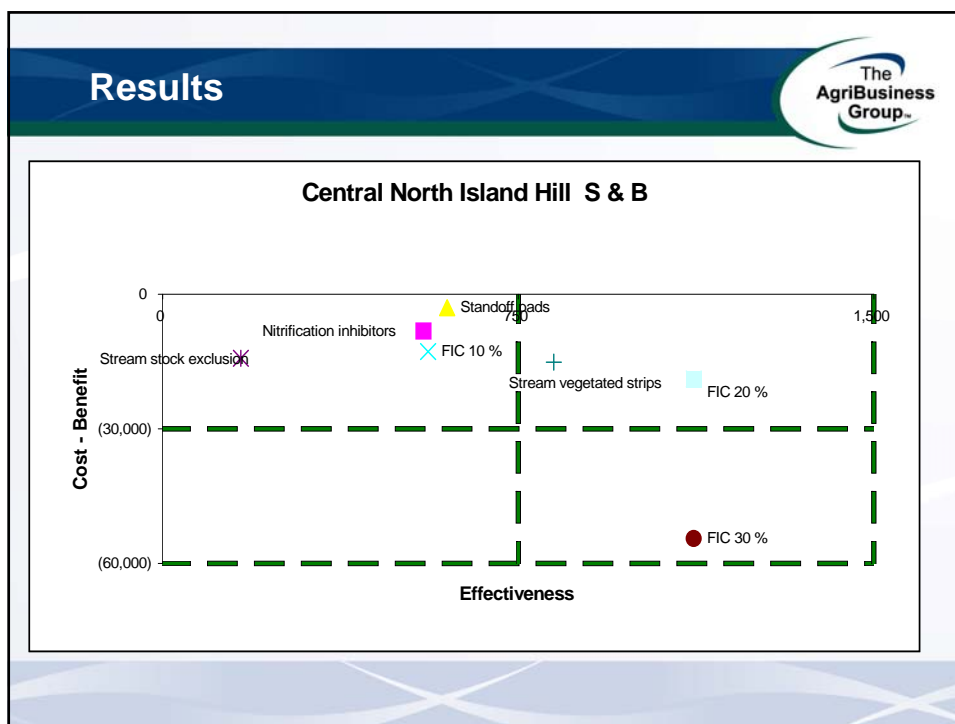 Results
The
AgriBusiness
Group™
Central North Island Hill S & B
0
0
750
1,500
Standoff pads
Nitrification inhibitors
FIC 10 %
Stream stock exclusion
Stream vegetated strips
FIC 20 %
(30,000)
FIC 30 %
(60,000)
Cost - Benefit
Effectiveness